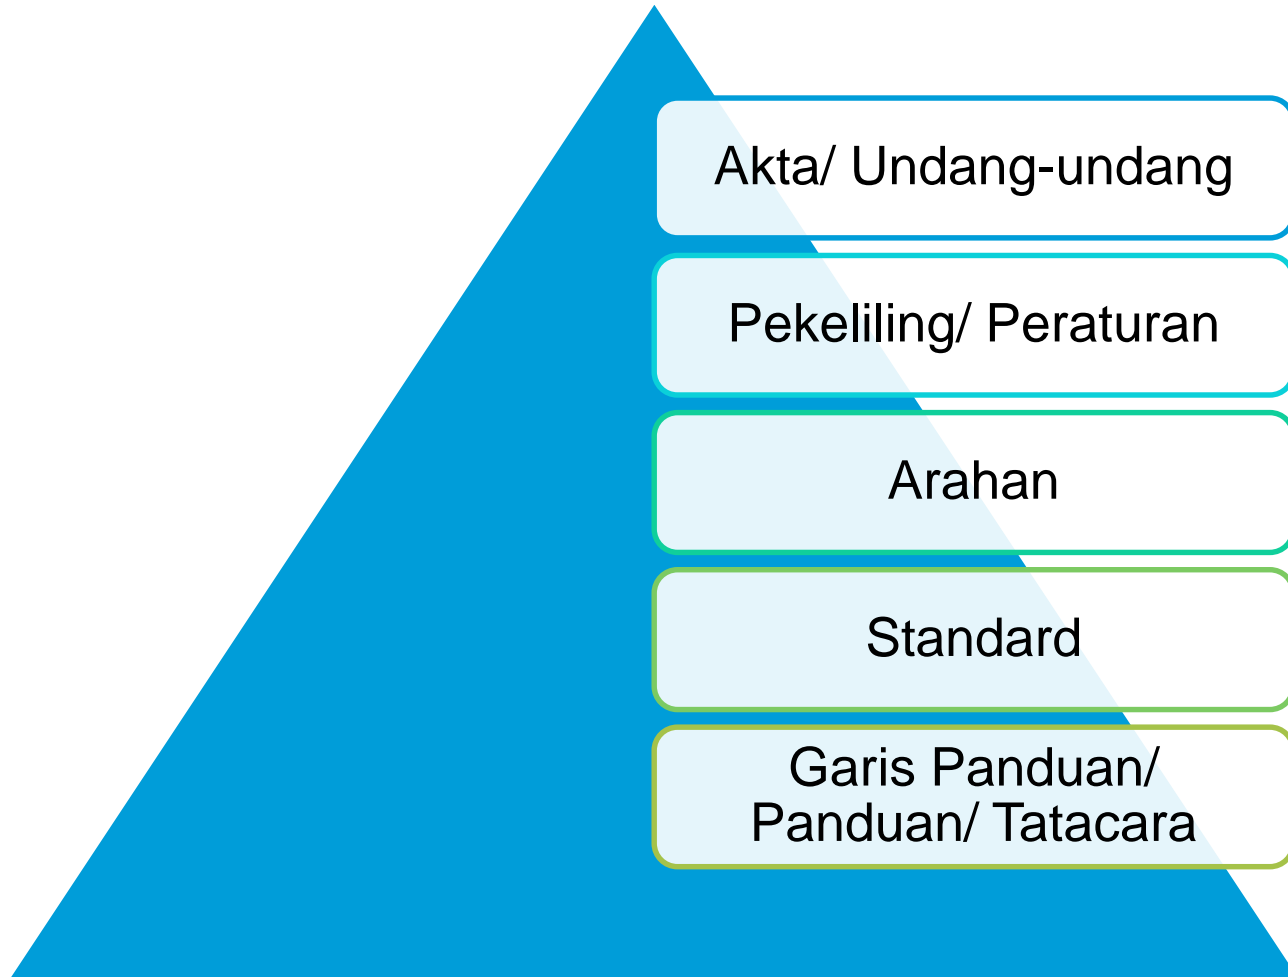 Akta/ Undang-undang
Pekeliling/ Peraturan
Arahan
Standard
Garis Panduan/
Panduan/ Tatacara